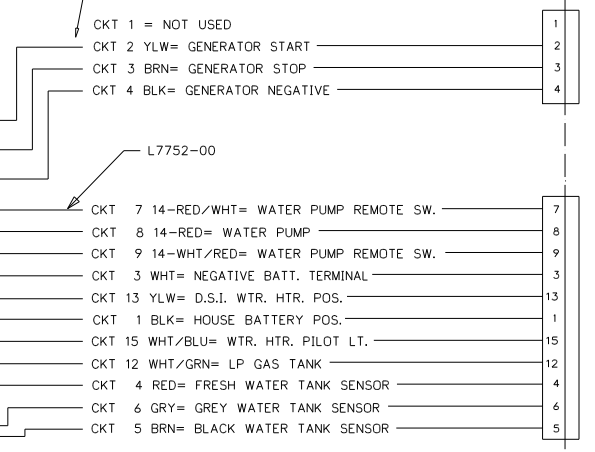 CKT 1 = NOT USED 1
CKT 2 YLW= GENERATOR START 2
CKT 3 BRN= GENERATOR STOP 3
CKT 4 BLK= GENERATOR NEGATIVE 4
L7752-00
CKT 7 14-RED/WHT= WATER PUMP REMOTE SW. 7
CKT 8 14-RED= WATER PUMP 8
CKT 9 14-WHT/RED= WATER PUMP REMOTE SW. 9
CKT 3 WHT= NEGATIVE BATT. TERMINAL 3
CKT 13 YLW= D.S.I. WTR. HTR. POS. 13
CKT 1 BLK= HOUSE BATTERY POS. 1
CKT 15 WHT/BLU= WTR. HTR. PILOT LT. 15
CKT 12 WHT/GRN= LP GAS TANK 12
CKT 4 RED= FRESH WATER TANK SENSOR 4
CKT 6 GRY= GREY WATER TANK SENSOR 6
CKT 5 BRN= BLACK WATER TANK SENSOR 5